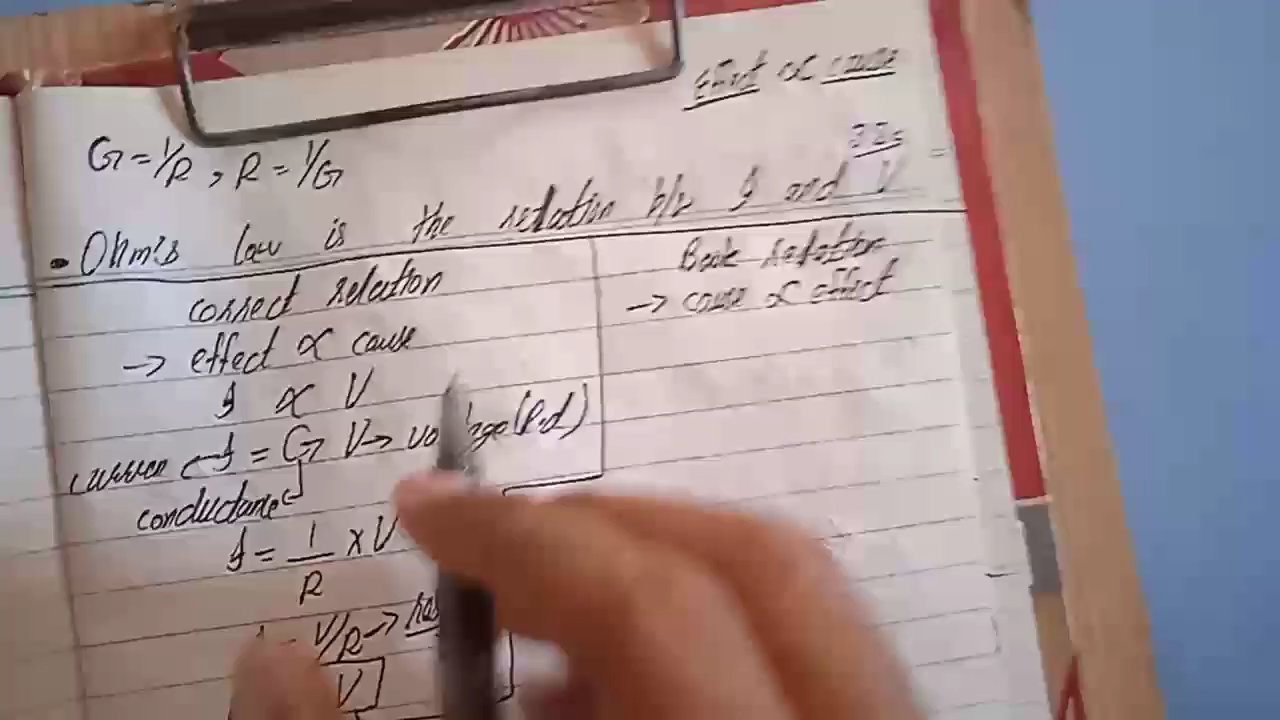 Effect ∝ cause
G = 1/R , R = 1/G
• Ohm's law is the relation b/w I and V
correct relation
→ effect ∝ cause
I ∝ V
current ← I = G V → voltage (P.d)
conductance
I = 1/R × V
V/R →
V
Book relation
→ cause ∝ effect